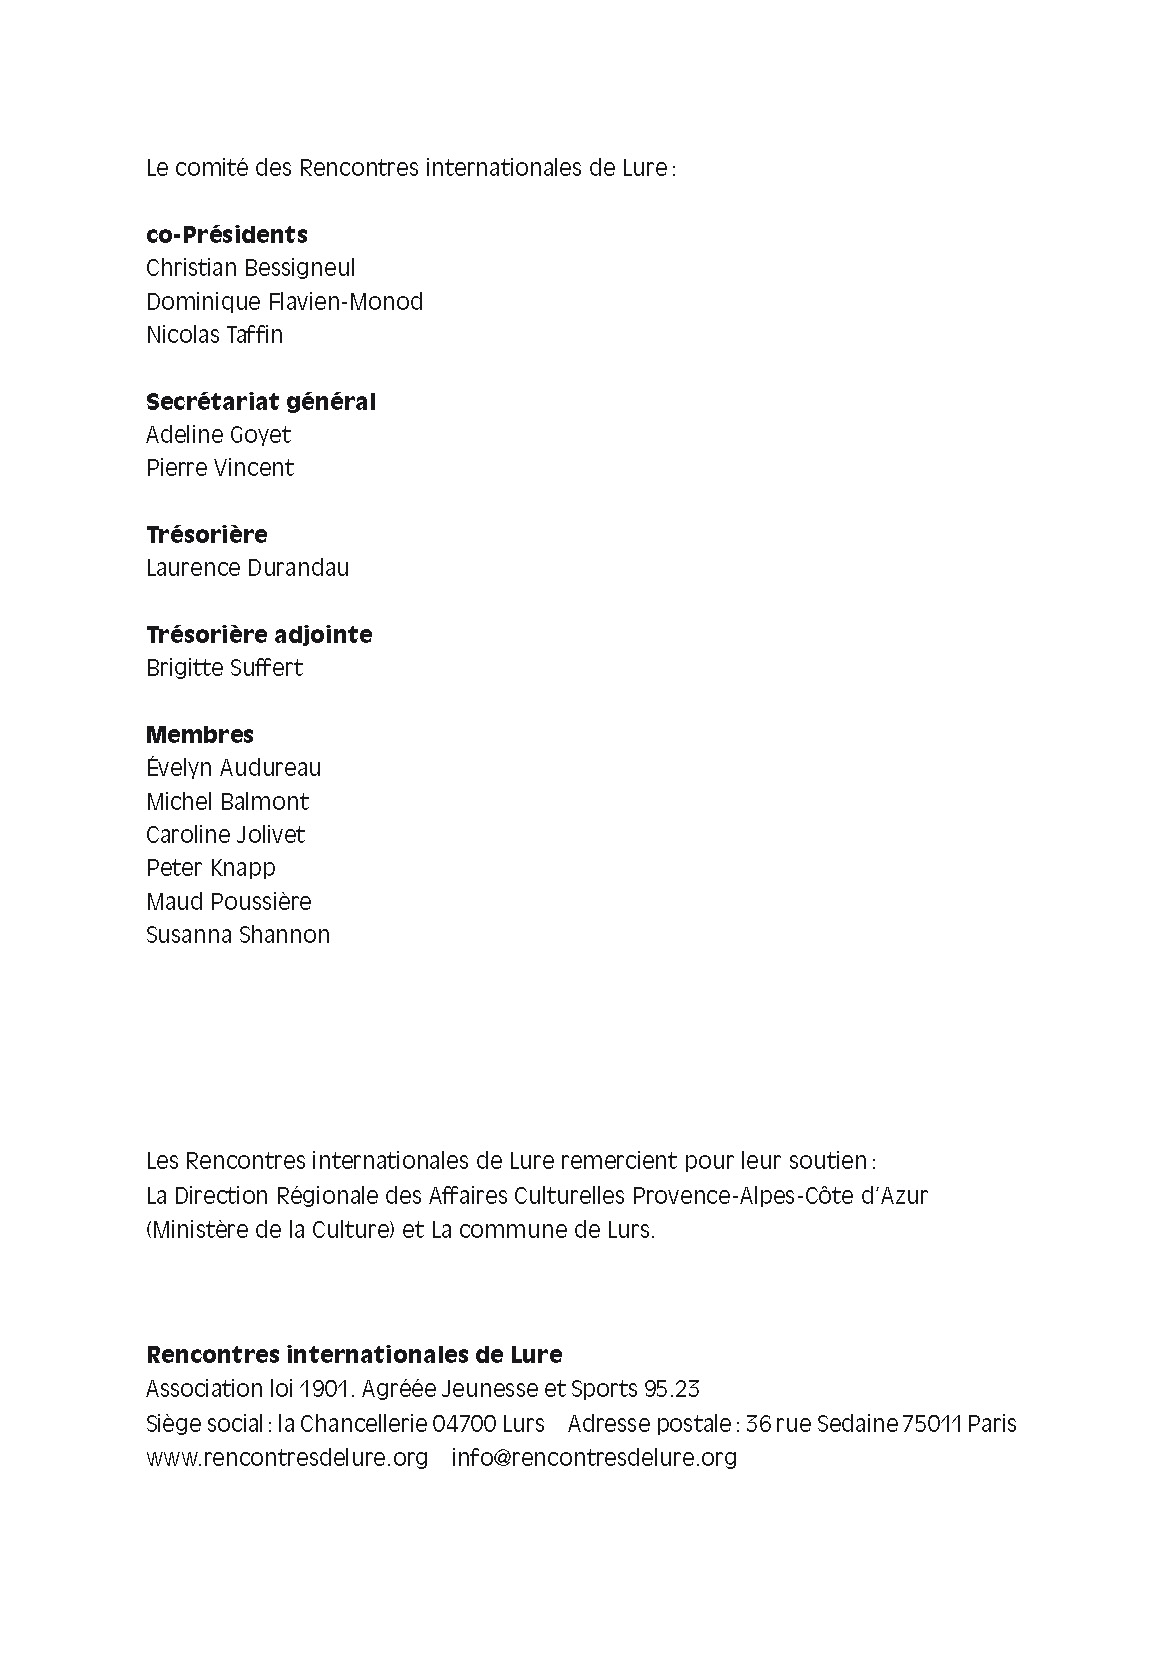 Le comité des Rencontres internationales de Lure :
co-Présidents
Christian Bessigneul
Dominique Flavien-Monod
Nicolas Taffin
Secrétariat général
Adeline Goyet
Pierre Vincent
Trésorière
Laurence Durandau
Trésorière adjointe
Brigitte Suffert
Membres
Évelyn Audureau
Michel Balmont
Caroline Jolivet
Peter Knapp
Maud Poussière
Susanna Shannon
Les Rencontres internationales de Lure remercient pour leur soutien :
La Direction Régionale des Affaires Culturelles Provence-Alpes-Côte d’Azur
(Ministère de la Culture) et La commune de Lurs.
Rencontres internationales de Lure
Association loi 1901. Agréée Jeunesse et Sports 95.23
Siège social : la Chancellerie 04700 Lurs Adresse postale : 36 rue Sedaine 75011 Paris
www.rencontresdelure.org info@rencontresdelure.org